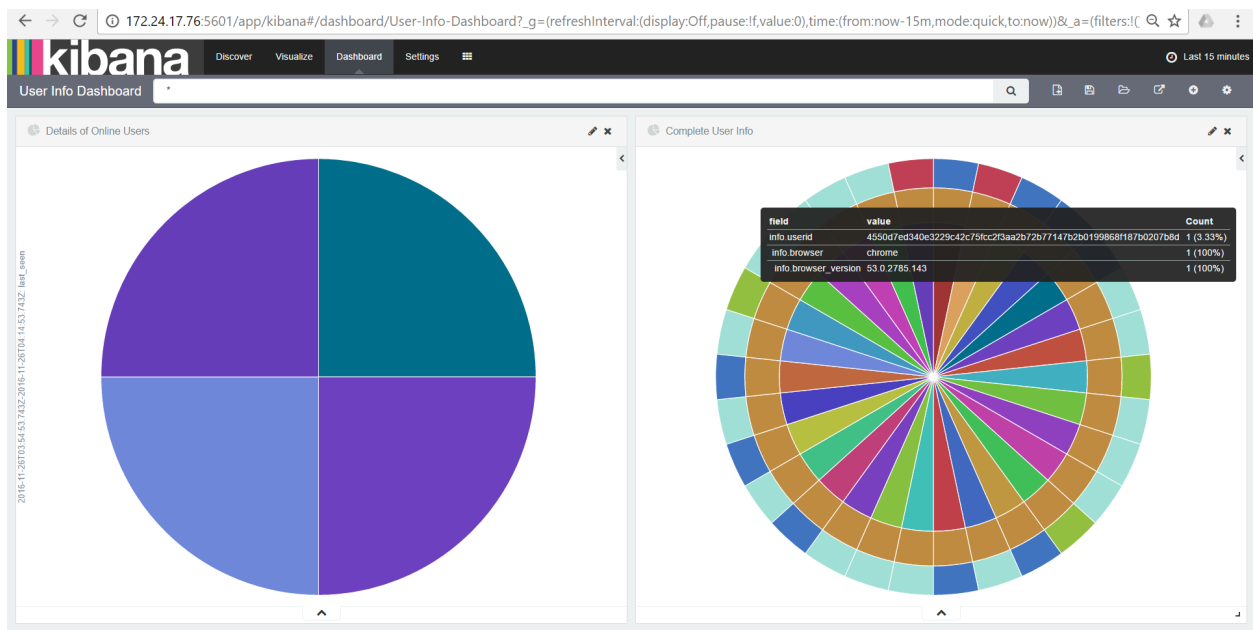 172.24.17.76:5601/app/kibana#/dashboard/User-Info-Dashboard?_g=(refreshInterval:(display:Off,pause:!f,value:0),time:(from:now-15m,mode:quick,to:now))&_a=(filters:!(
kibana Discover Visualize Dashboard Settings Last 15 minutes
User Info Dashboard *
Details of Online Users
Complete User Info
2016-11-26T03:54:53.743Z-2016-11-26T04:14:53.743Z: last_seen
field value Count
info.userid 4550d7ed340e3229c42c75fcc2f3aa2b72b77147b2b0199868f187b0207b8d 1 (3.33%)
info.browser chrome 1 (100%)
info.browser_version 53.0.2785.143 1 (100%)